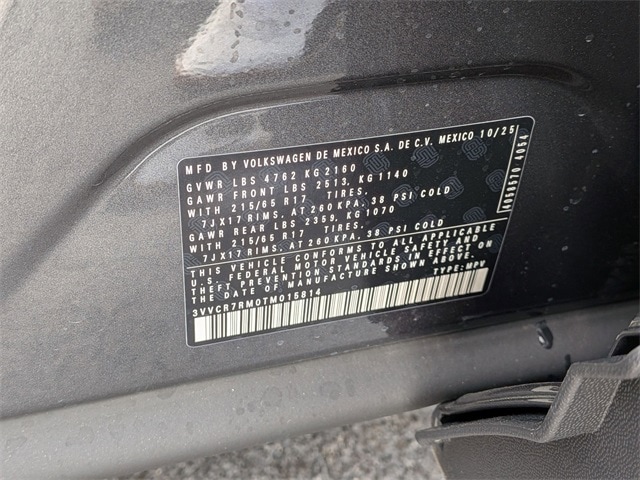 MFD BY VOLKSWAGEN DE MEXICO S.A. DE C.V. MEXICO 10/25
GVWR LBS 4762 KG 2160
GAWR FRONT LBS 2513, KG 1140
WITH 215/65 R17 TIRES.
7JX17 RIMS, AT 260 KPA, 38 PSI COLD
GAWR REAR LBS 2359, KG 1070
WITH 215/65 R17 TIRES.
7JX17 RIMS, AT 260 KPA, 38 PSI COLD
THIS VEHICLE CONFORMS TO ALL APPLICABLE
U.S. FEDERAL MOTOR VEHICLE SAFETY AND
THEFT PREVENTION STANDARDS IN EFFECT ON
THE DATE OF MANUFACTURE SHOWN ABOVE.
TYPE: MPV
3VVCR7RM0TM015814
4058570 4054